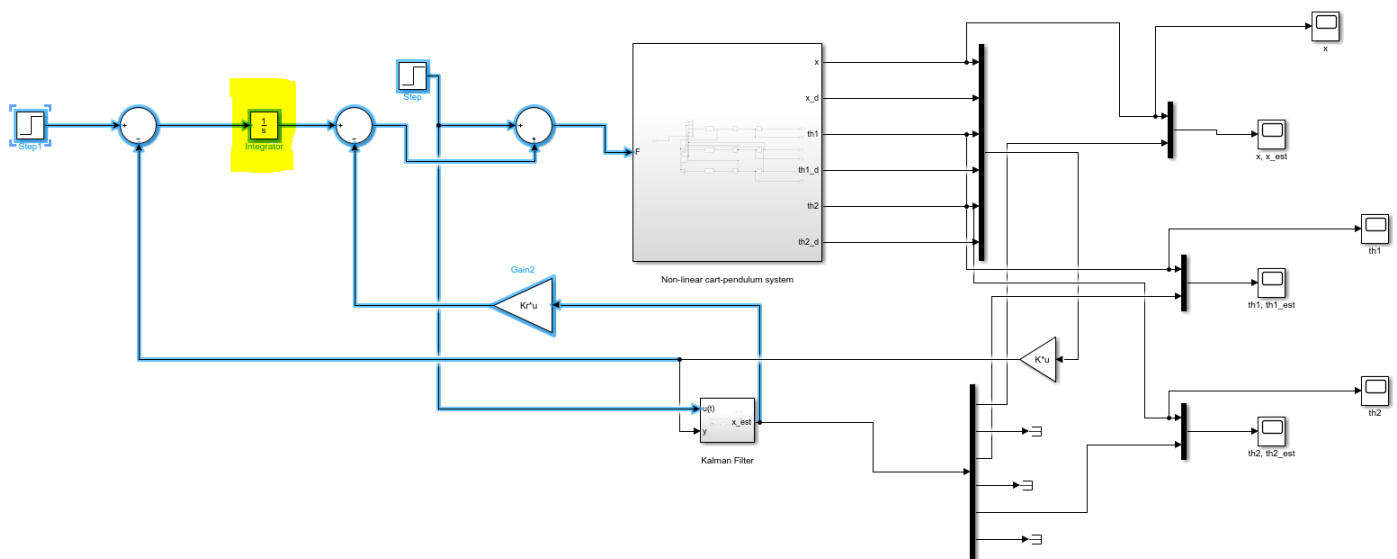 x
Step
x
x_d
Step1
+
-
1
s
Integrator
+
-
+
+
F
th1
x, x_est
th1_d
th2
th2_d
th1
Gain2
Non-linear cart-pendulum system
Kr*u
th1, th1_est
K*u
u(t)
y
x_est
Kalman Filter
th2
th2, th2_est